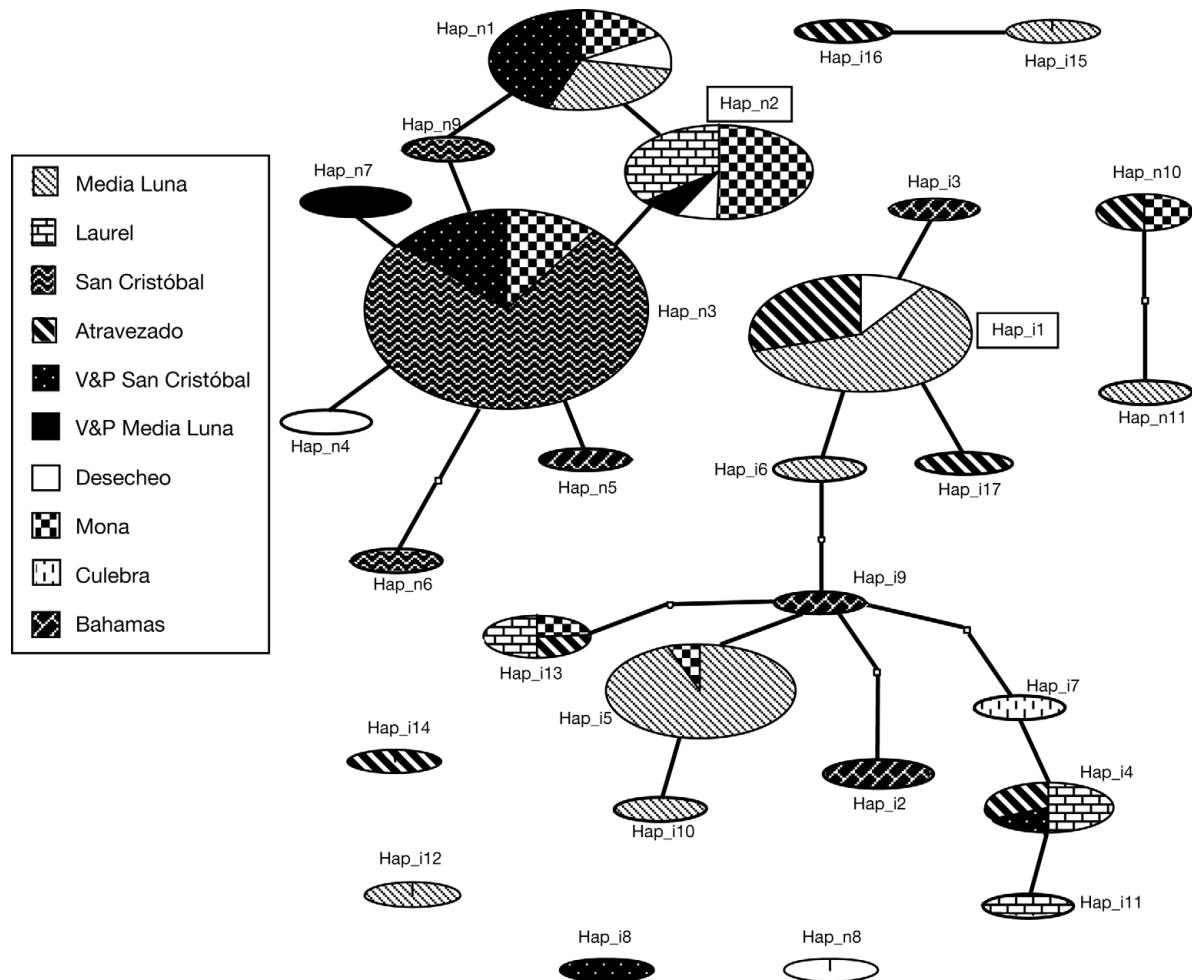 Hap_n1
Hap_i16
Hap_i15
Hap_n2
Hap_n9
Hap_n7
Hap_i3
Hap_n10
Media Luna
Laurel
San Cristóbal
Atravezado
V&P San Cristóbal
V&P Media Luna
Desecheo
Mona
Culebra
Bahamas
Hap_n3
Hap_i1
Hap_n11
Hap_n4
Hap_n5
Hap_i6
Hap_i17
Hap_n6
Hap_i9
Hap_i13
Hap_i5
Hap_i7
Hap_i14
Hap_i4
Hap_i2
Hap_i10
Hap_i12
Hap_i11
Hap_i8
Hap_n8